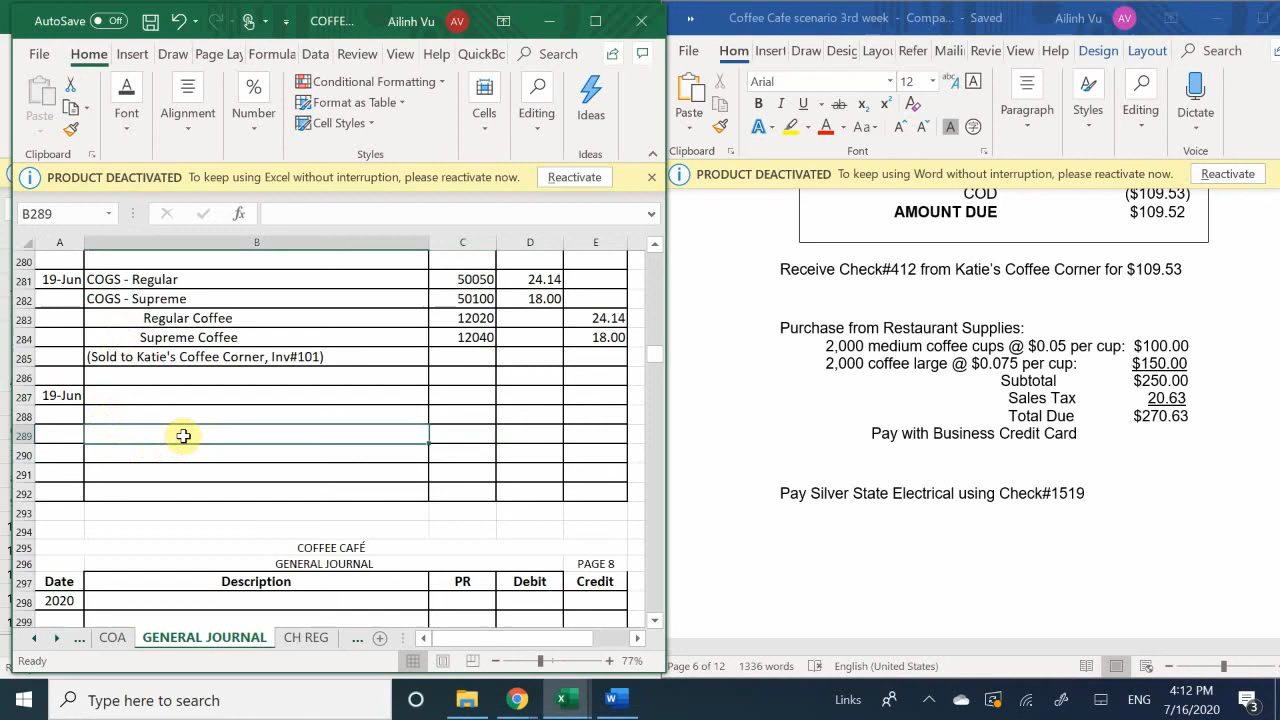 AutoSave Off COFFE... Ailinh Vu AV
File Home Insert Draw Page Lay Formula Data Review View Help QuickBc Search
Paste Font Alignment Number Conditional Formatting Format as Table Cell Styles Cells Editing Ideas
Clipboard Styles Ideas
PRODUCT DEACTIVATED To keep using Excel without interruption, please reactivate now. Reactivate
B289 fx
A B C D E
280
281 19-Jun COGS - Regular 50050 24.14
282 COGS - Supreme 50100 18.00
283 Regular Coffee 12020 24.14
284 Supreme Coffee 12040 18.00
285 (Sold to Katie's Coffee Corner, Inv#101)
286
287 19-Jun
288
289
290
291
292
293
294
295 COFFEE CAFÉ
296 GENERAL JOURNAL PAGE 8
297 Date Description PR Debit Credit
298 2020
299
... COA GENERAL JOURNAL CH REG ...
Ready 77%
Coffee Cafe scenario 3rd week - Compa... - Saved Ailinh Vu AV
File Hom Insert Draw Desig Layou Refer Mailin Revie View Help Design Layout Search
Paste Arial 12 Paragraph Styles Editing Dictate
Clipboard Font Voice
PRODUCT DEACTIVATED To keep using Word without interruption, please reactivate now. Reactivate
COD ($109.53)
AMOUNT DUE $109.52
Receive Check#412 from Katie's Coffee Corner for $109.53
Purchase from Restaurant Supplies:
2,000 medium coffee cups @ $0.05 per cup: $100.00
2,000 coffee large @ $0.075 per cup: $150.00
Subtotal $250.00
Sales Tax 20.63
Total Due $270.63
Pay with Business Credit Card
Pay Silver State Electrical using Check#1519
Page 6 of 12 1336 words English (United States)
Type here to search
Links ENG 4:12 PM 7/16/2020 3